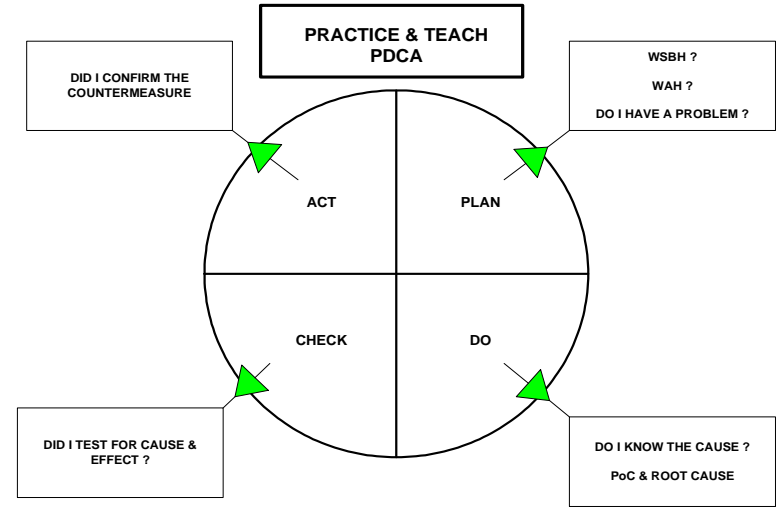 PRACTICE & TEACH
PDCA
DID I CONFIRM THE
COUNTERMEASURE
WSBH ?
WAH ?
DO I HAVE A PROBLEM ?
ACT
PLAN
CHECK
DO
DID I TEST FOR CAUSE &
EFFECT ?
DO I KNOW THE CAUSE ?
PoC & ROOT CAUSE